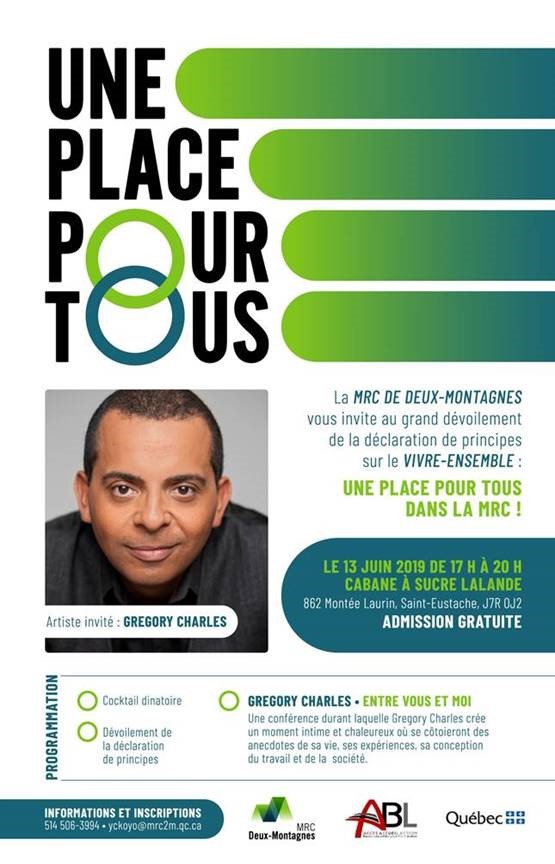 UNE
PLACE
POUR
TOUS
La MRC DE DEUX-MONTAGNES
vous invite au grand dévoilement
de la déclaration de principes
sur le VIVRE-ENSEMBLE :
UNE PLACE POUR TOUS
DANS LA MRC !
LE 13 JUIN 2019 DE 17 H À 20 H
CABANE À SUCRE LALANDE
862 Montée Laurin, Saint-Eustache, J7R 0J2
ADMISSION GRATUITE
Artiste invité : GREGORY CHARLES
PROGRAMMATION
Cocktail dinatoire
Dévoilement de
la déclaration
de principes
GREGORY CHARLES • ENTRE VOUS ET MOI
Une conférence durant laquelle Gregory Charles crée
un moment intime et chaleureux où se côtoieront des
anecdotes de sa vie, ses expériences, sa conception
du travail et de la société.
INFORMATIONS ET INSCRIPTIONS
514 506-3994 • yckoyo@mrc2m.qc.ca
MRC
Deux-Montagnes
ABL
Québec